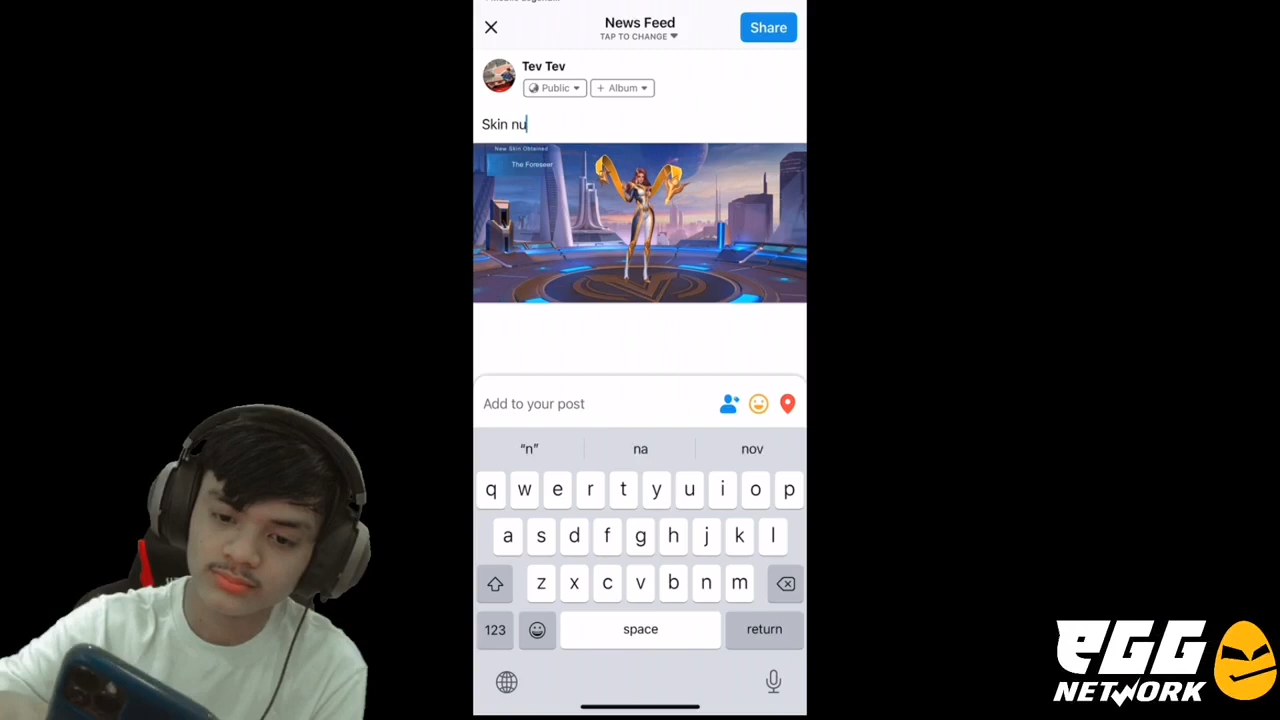 News Feed
Share
TAP TO CHANGE
Tev Tev
Public
+ Album
Skin nu
New Skin Obtained
The Foreseer
Add to your post
“n”
na
nov
q w e r t y u i o p
a s d f g h j k l
z x c v b n m
123
space
return
eGG
NETWORK